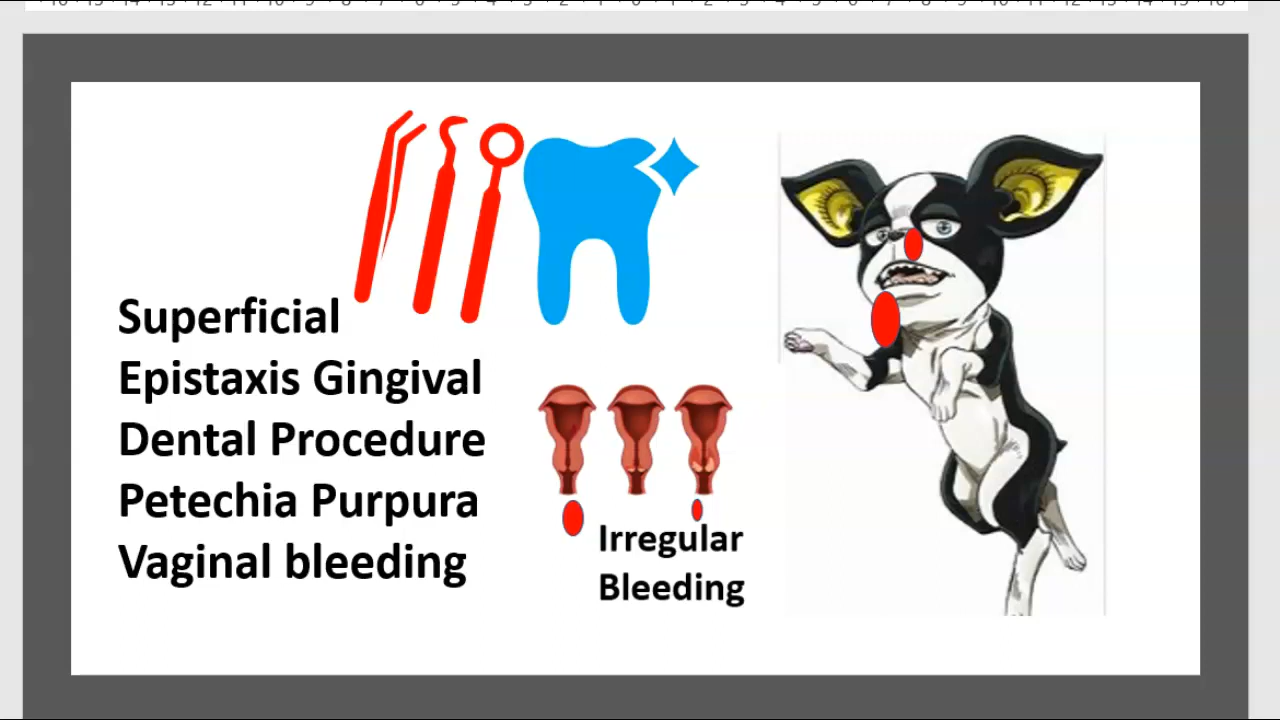 Superficial
Epistaxis Gingival
Dental Procedure
Petechia Purpura
Vaginal bleeding
Irregular
Bleeding